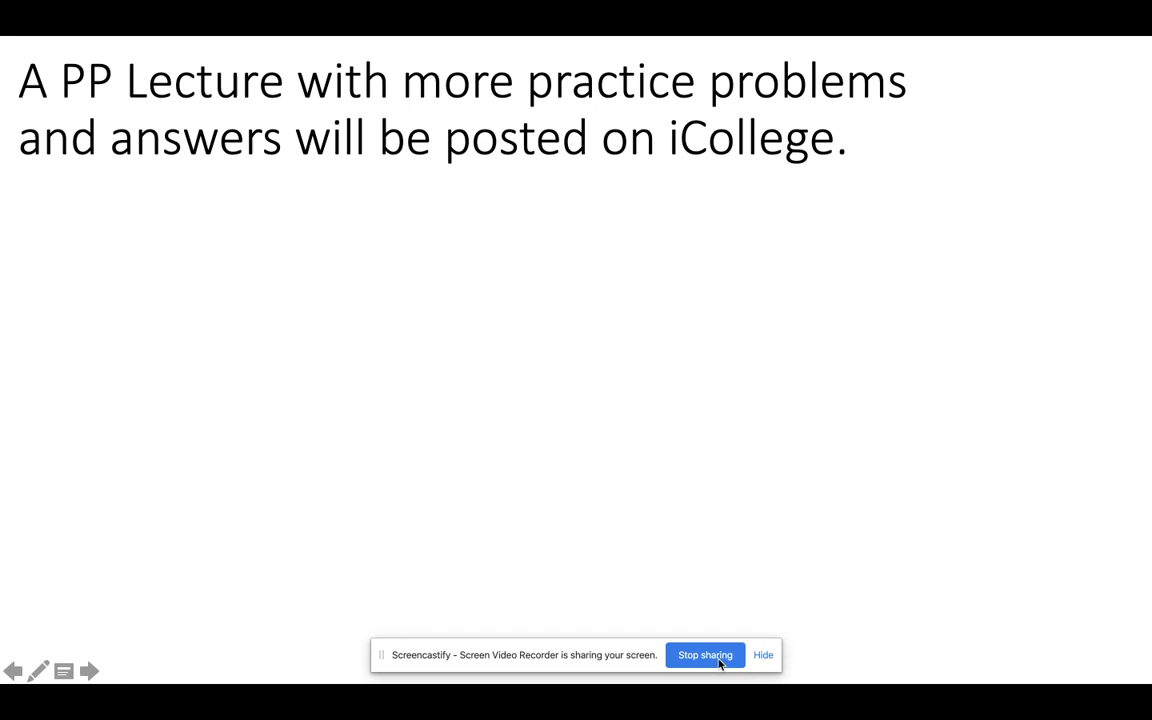 A PP Lecture with more practice problems
and answers will be posted on iCollege.
Screencastify - Screen Video Recorder is sharing your screen. Stop sharing Hide